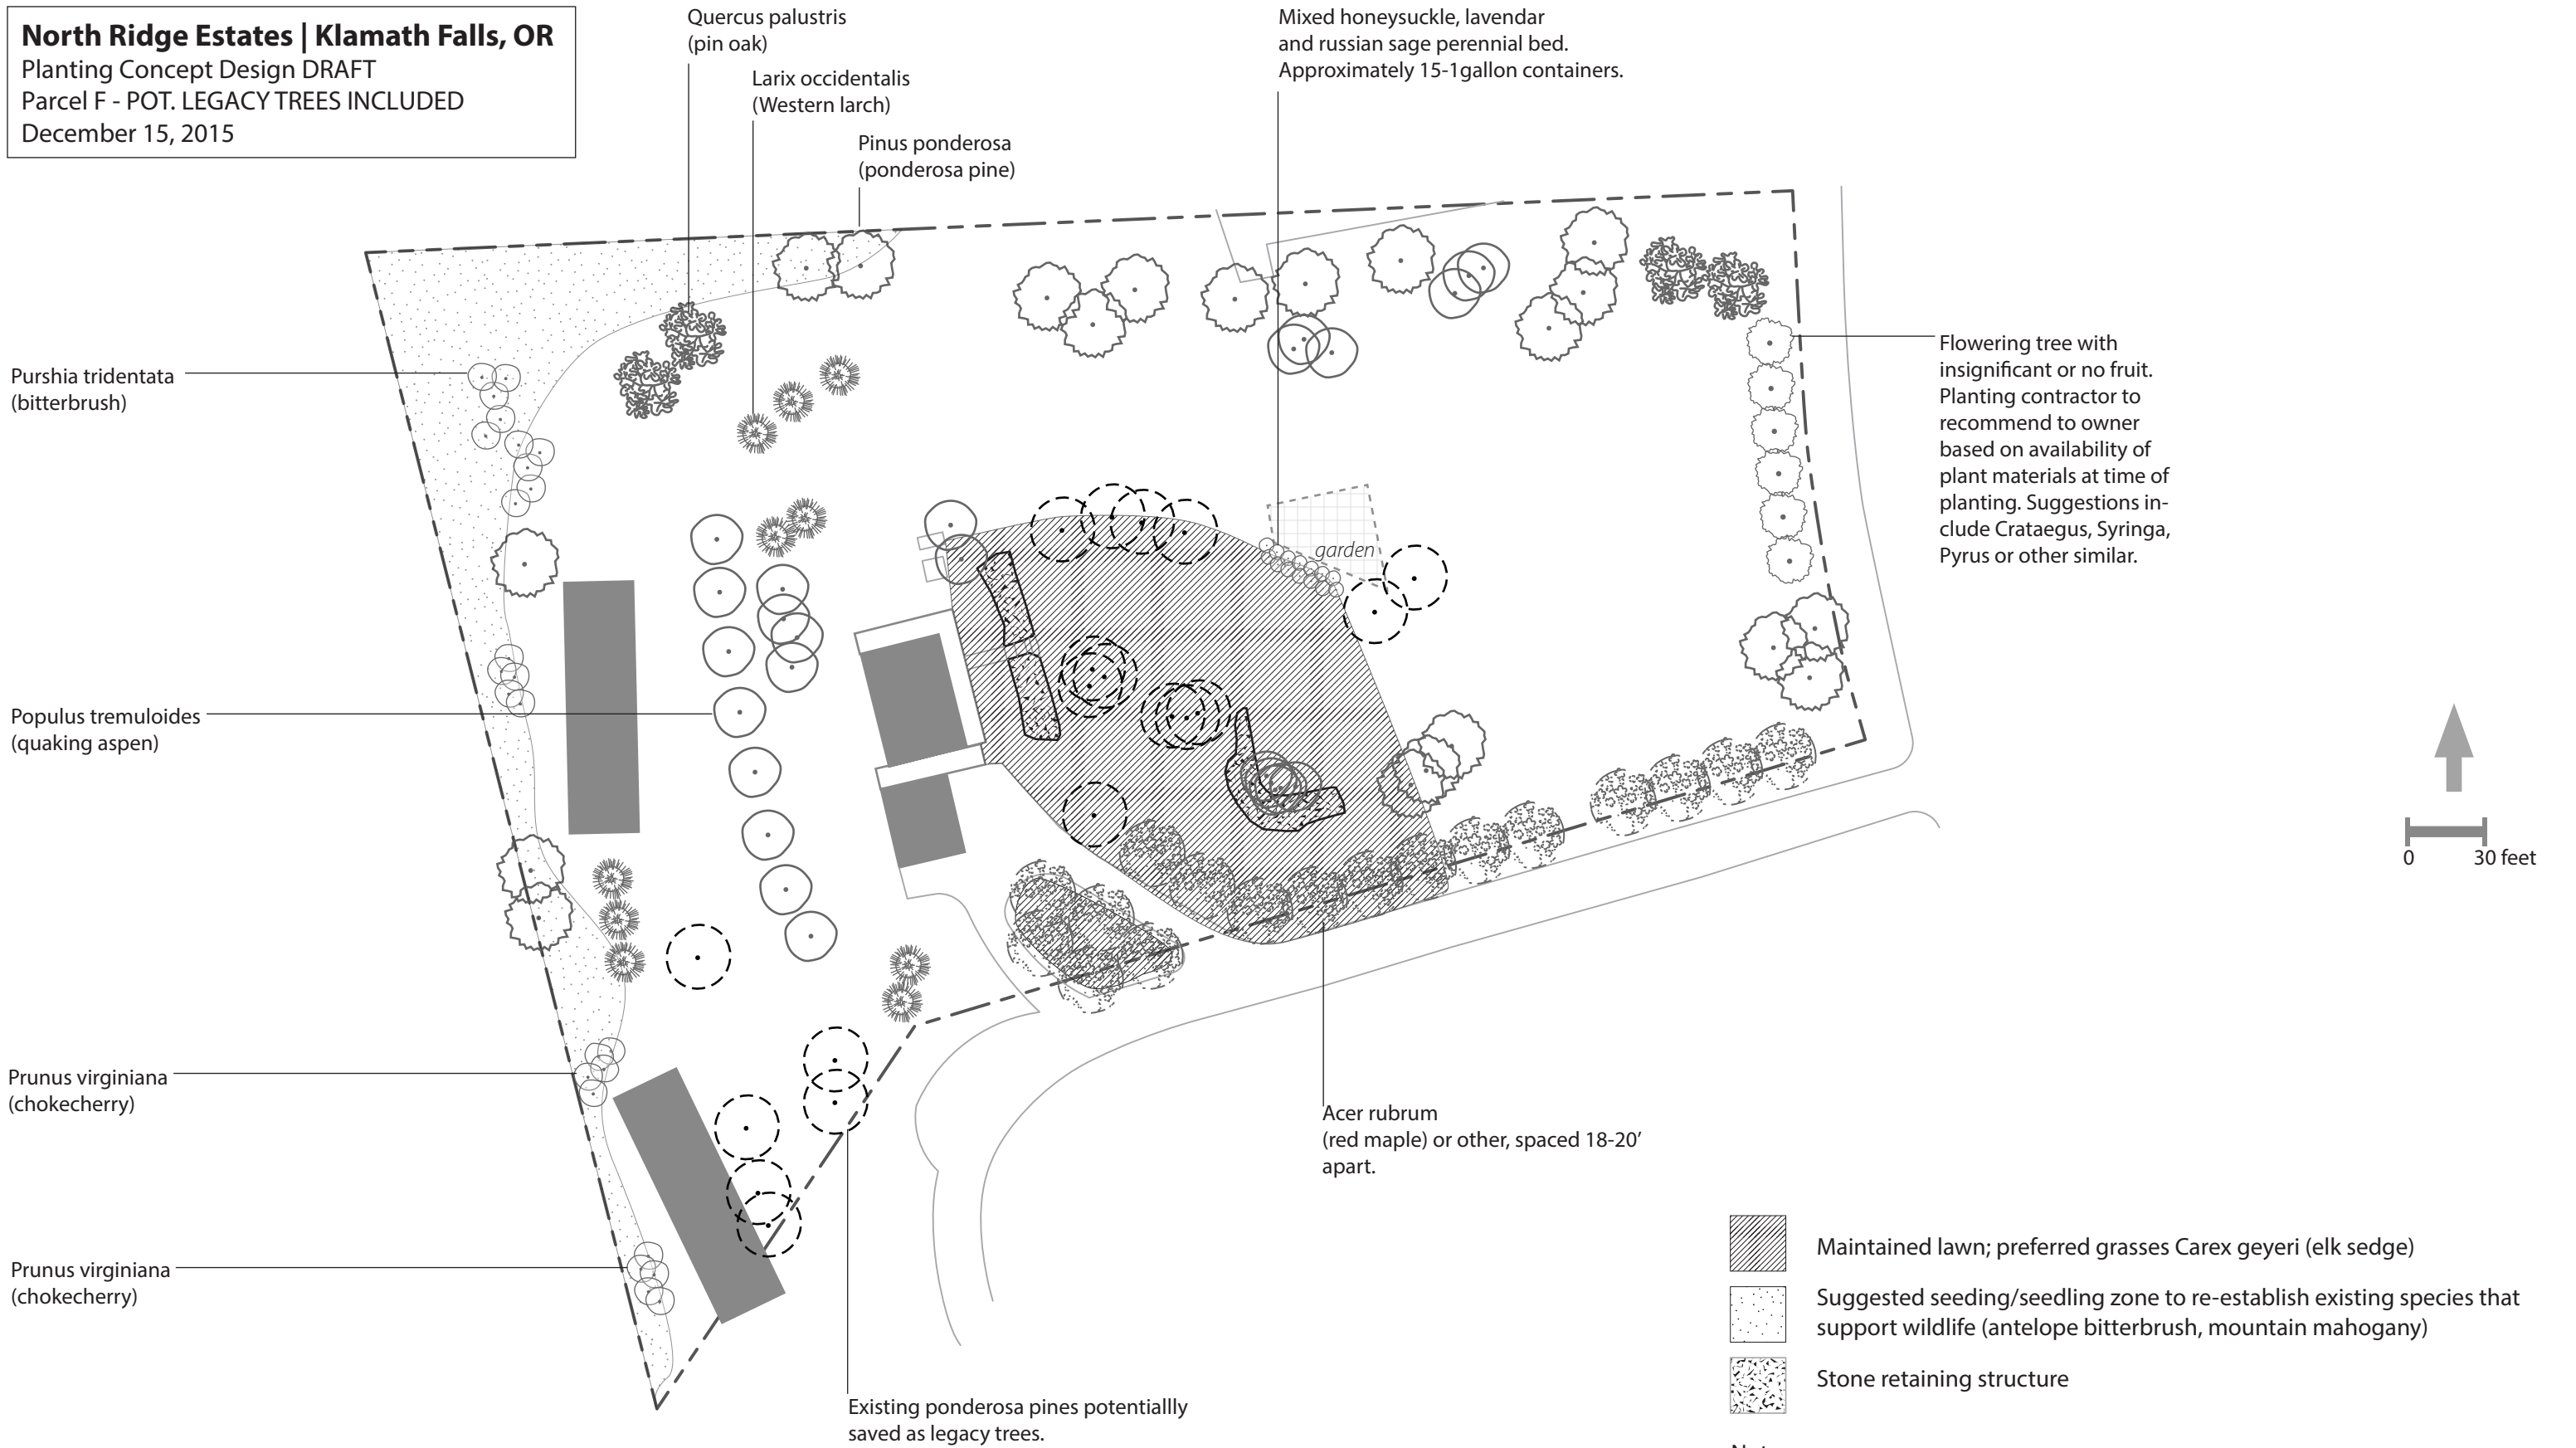 North Ridge Estates | Klamath Falls, OR
Planting Concept Design DRAFT
Parcel F - POT. LEGACY TREES INCLUDED
December 15, 2015
Quercus palustris
(pin oak)
Larix occidentalis
(Western larch)
Pinus ponderosa
(ponderosa pine)
Mixed honeysuckle, lavendar
and russian sage perennial bed.
Approximately 15-1gallon containers.
Flowering tree with
insignificant or no fruit.
Planting contractor to
recommend to owner
based on availability of
plant materials at time of
planting. Suggestions in-
clude Crataegus, Syringa,
Pyrus or other similar.
Purshia tridentata
(bitterbrush)
garden
Populus tremuloides
(quaking aspen)
0 30 feet
Prunus virginiana
(chokecherry)
Acer rubrum
(red maple) or other, spaced 18-20’
apart.
Prunus virginiana
(chokecherry)
Existing ponderosa pines potentiallly
saved as legacy trees.
Maintained lawn; preferred grasses Carex geyeri (elk sedge)
Suggested seeding/seedling zone to re-establish existing species that
support wildlife (antelope bitterbrush, mountain mahogany)
Stone retaining structure